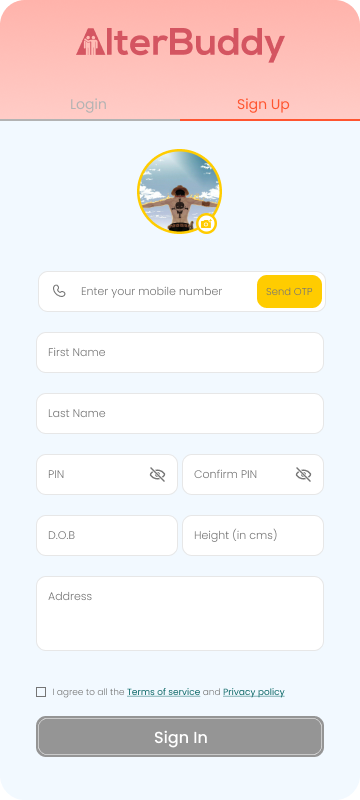 AlterBuddy
Login Sign Up
Enter your mobile number Send OTP
First Name
Last Name
PIN Confirm PIN
D.O.B Height (in cms)
Address
I agree to all the Terms of service and Privacy policy
Sign In